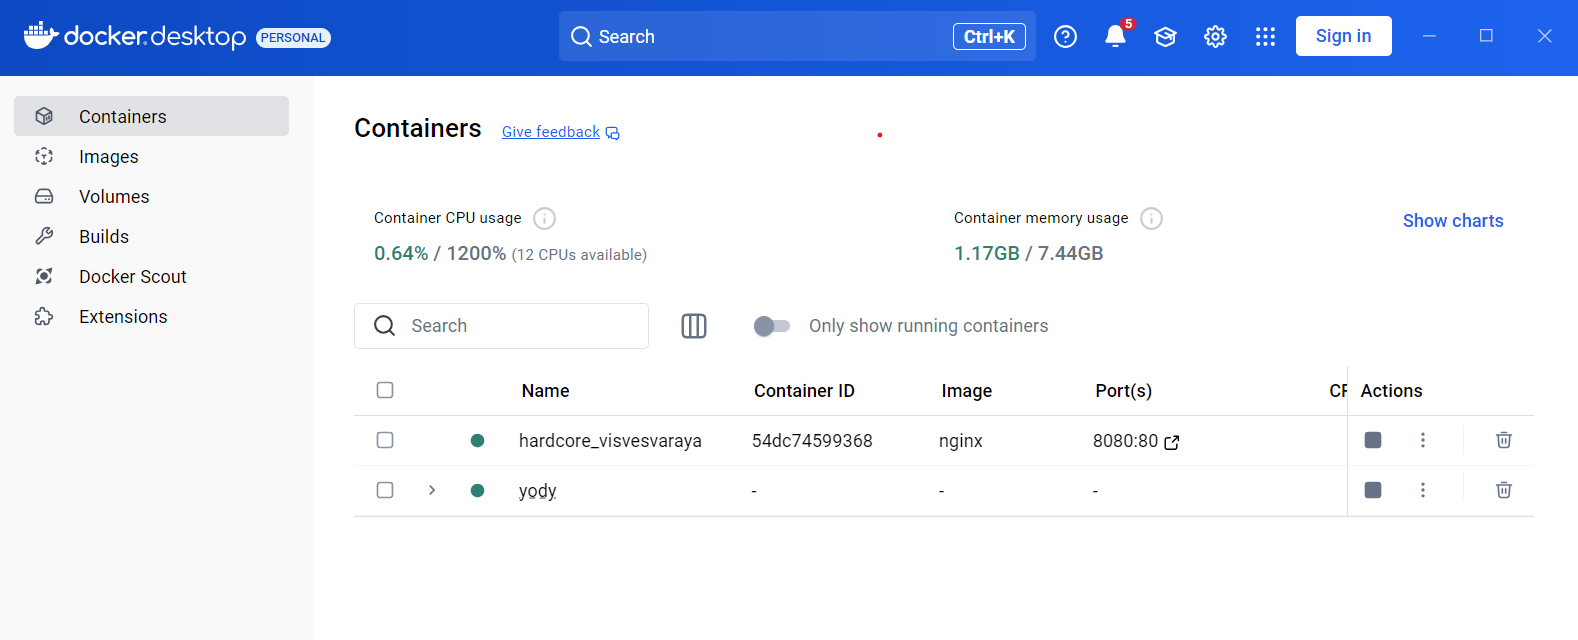 docker.desktop PERSONAL Search Ctrl+K 5 Sign in
Containers
Images
Volumes
Builds
Docker Scout
Extensions
Containers Give feedback
Container CPU usage
0.64% / 1200% (12 CPUs available)
Container memory usage
1.17GB / 7.44GB
Show charts
Search Only show running containers
Name Container ID Image Port(s) Actions
hardcore_visvesvaraya 54dc74599368 nginx 8080:80
yody - - -